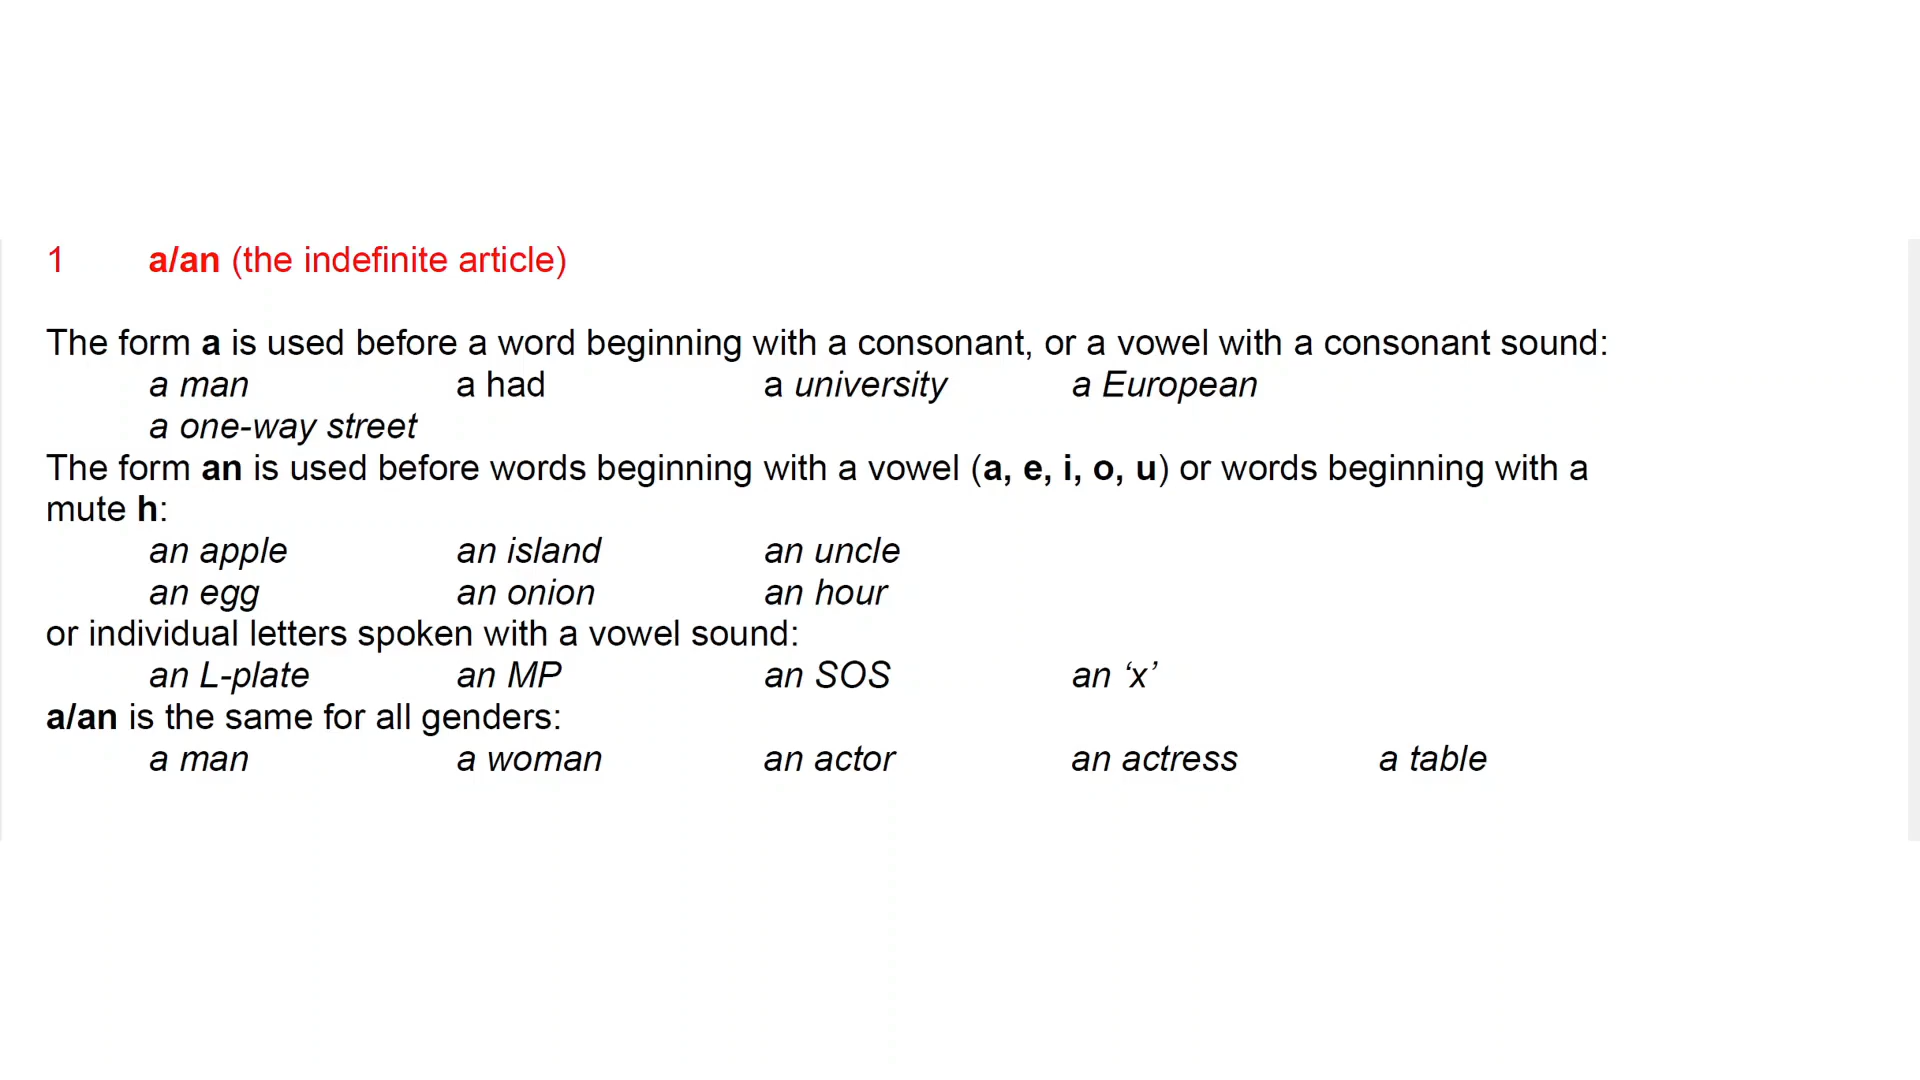 1 a/an (the indefinite article)
The form a is used before a word beginning with a consonant, or a vowel with a consonant sound:
a man a had a university a European
a one-way street
The form an is used before words beginning with a vowel (a, e, i, o, u) or words beginning with a
mute h:
an apple an island an uncle
an egg an onion an hour
or individual letters spoken with a vowel sound:
an L-plate an MP an SOS an ‘x’
a/an is the same for all genders:
a man a woman an actor an actress a table